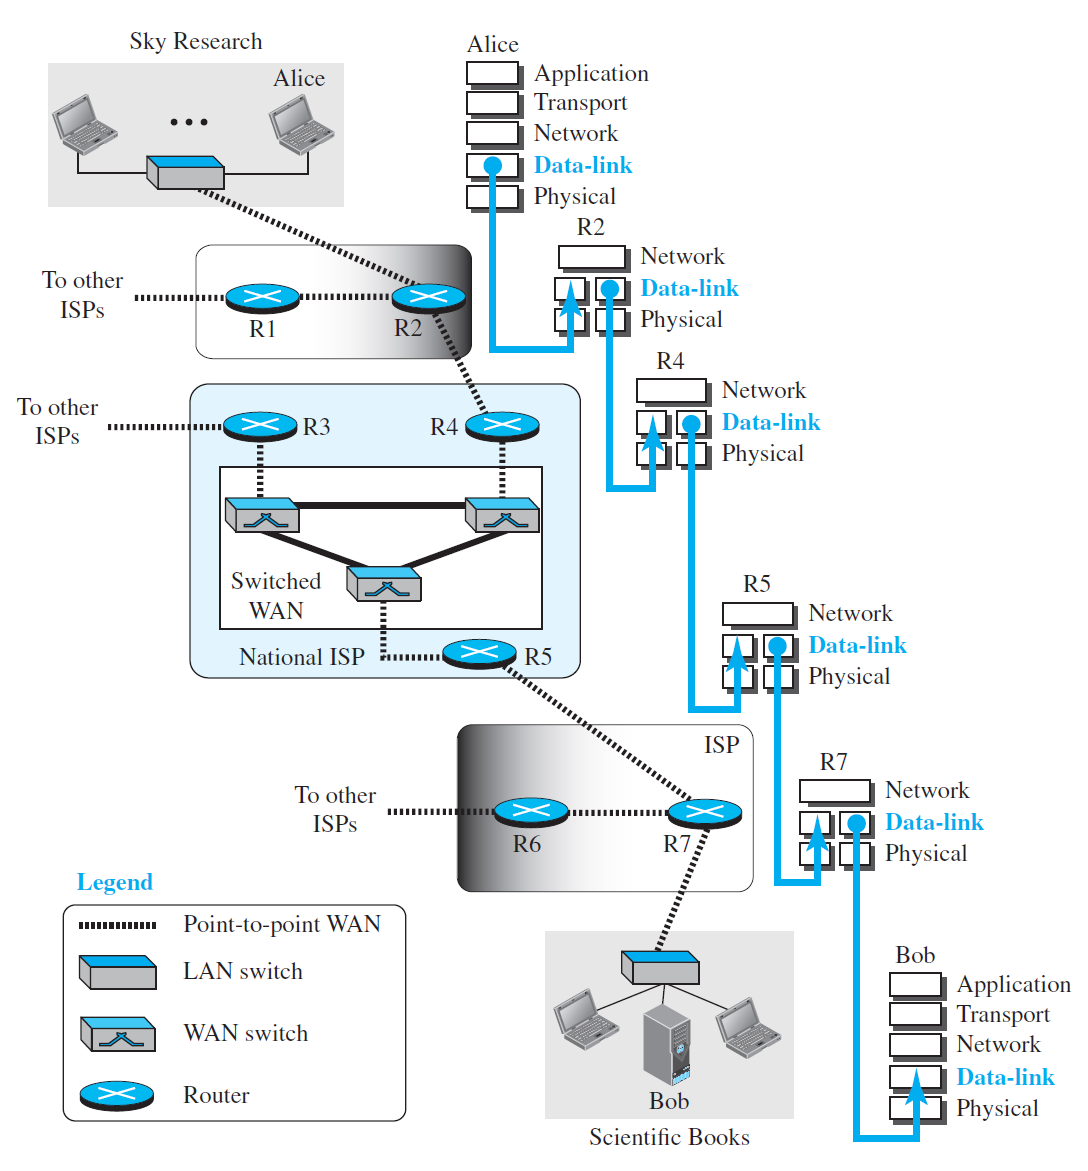 Sky Research
Alice
Alice
Application
Transport
Network
Data-link
Physical
R2
Network
Data-link
Physical
To other
ISPs
R1
R2
R4
Network
Data-link
Physical
To other
ISPs
R3
R4
Switched
WAN
National ISP
R5
R5
Network
Data-link
Physical
ISP
To other
ISPs
R6
R7
R7
Network
Data-link
Physical
Legend
Point-to-point WAN
LAN switch
WAN switch
Router
Bob
Scientific Books
Bob
Application
Transport
Network
Data-link
Physical